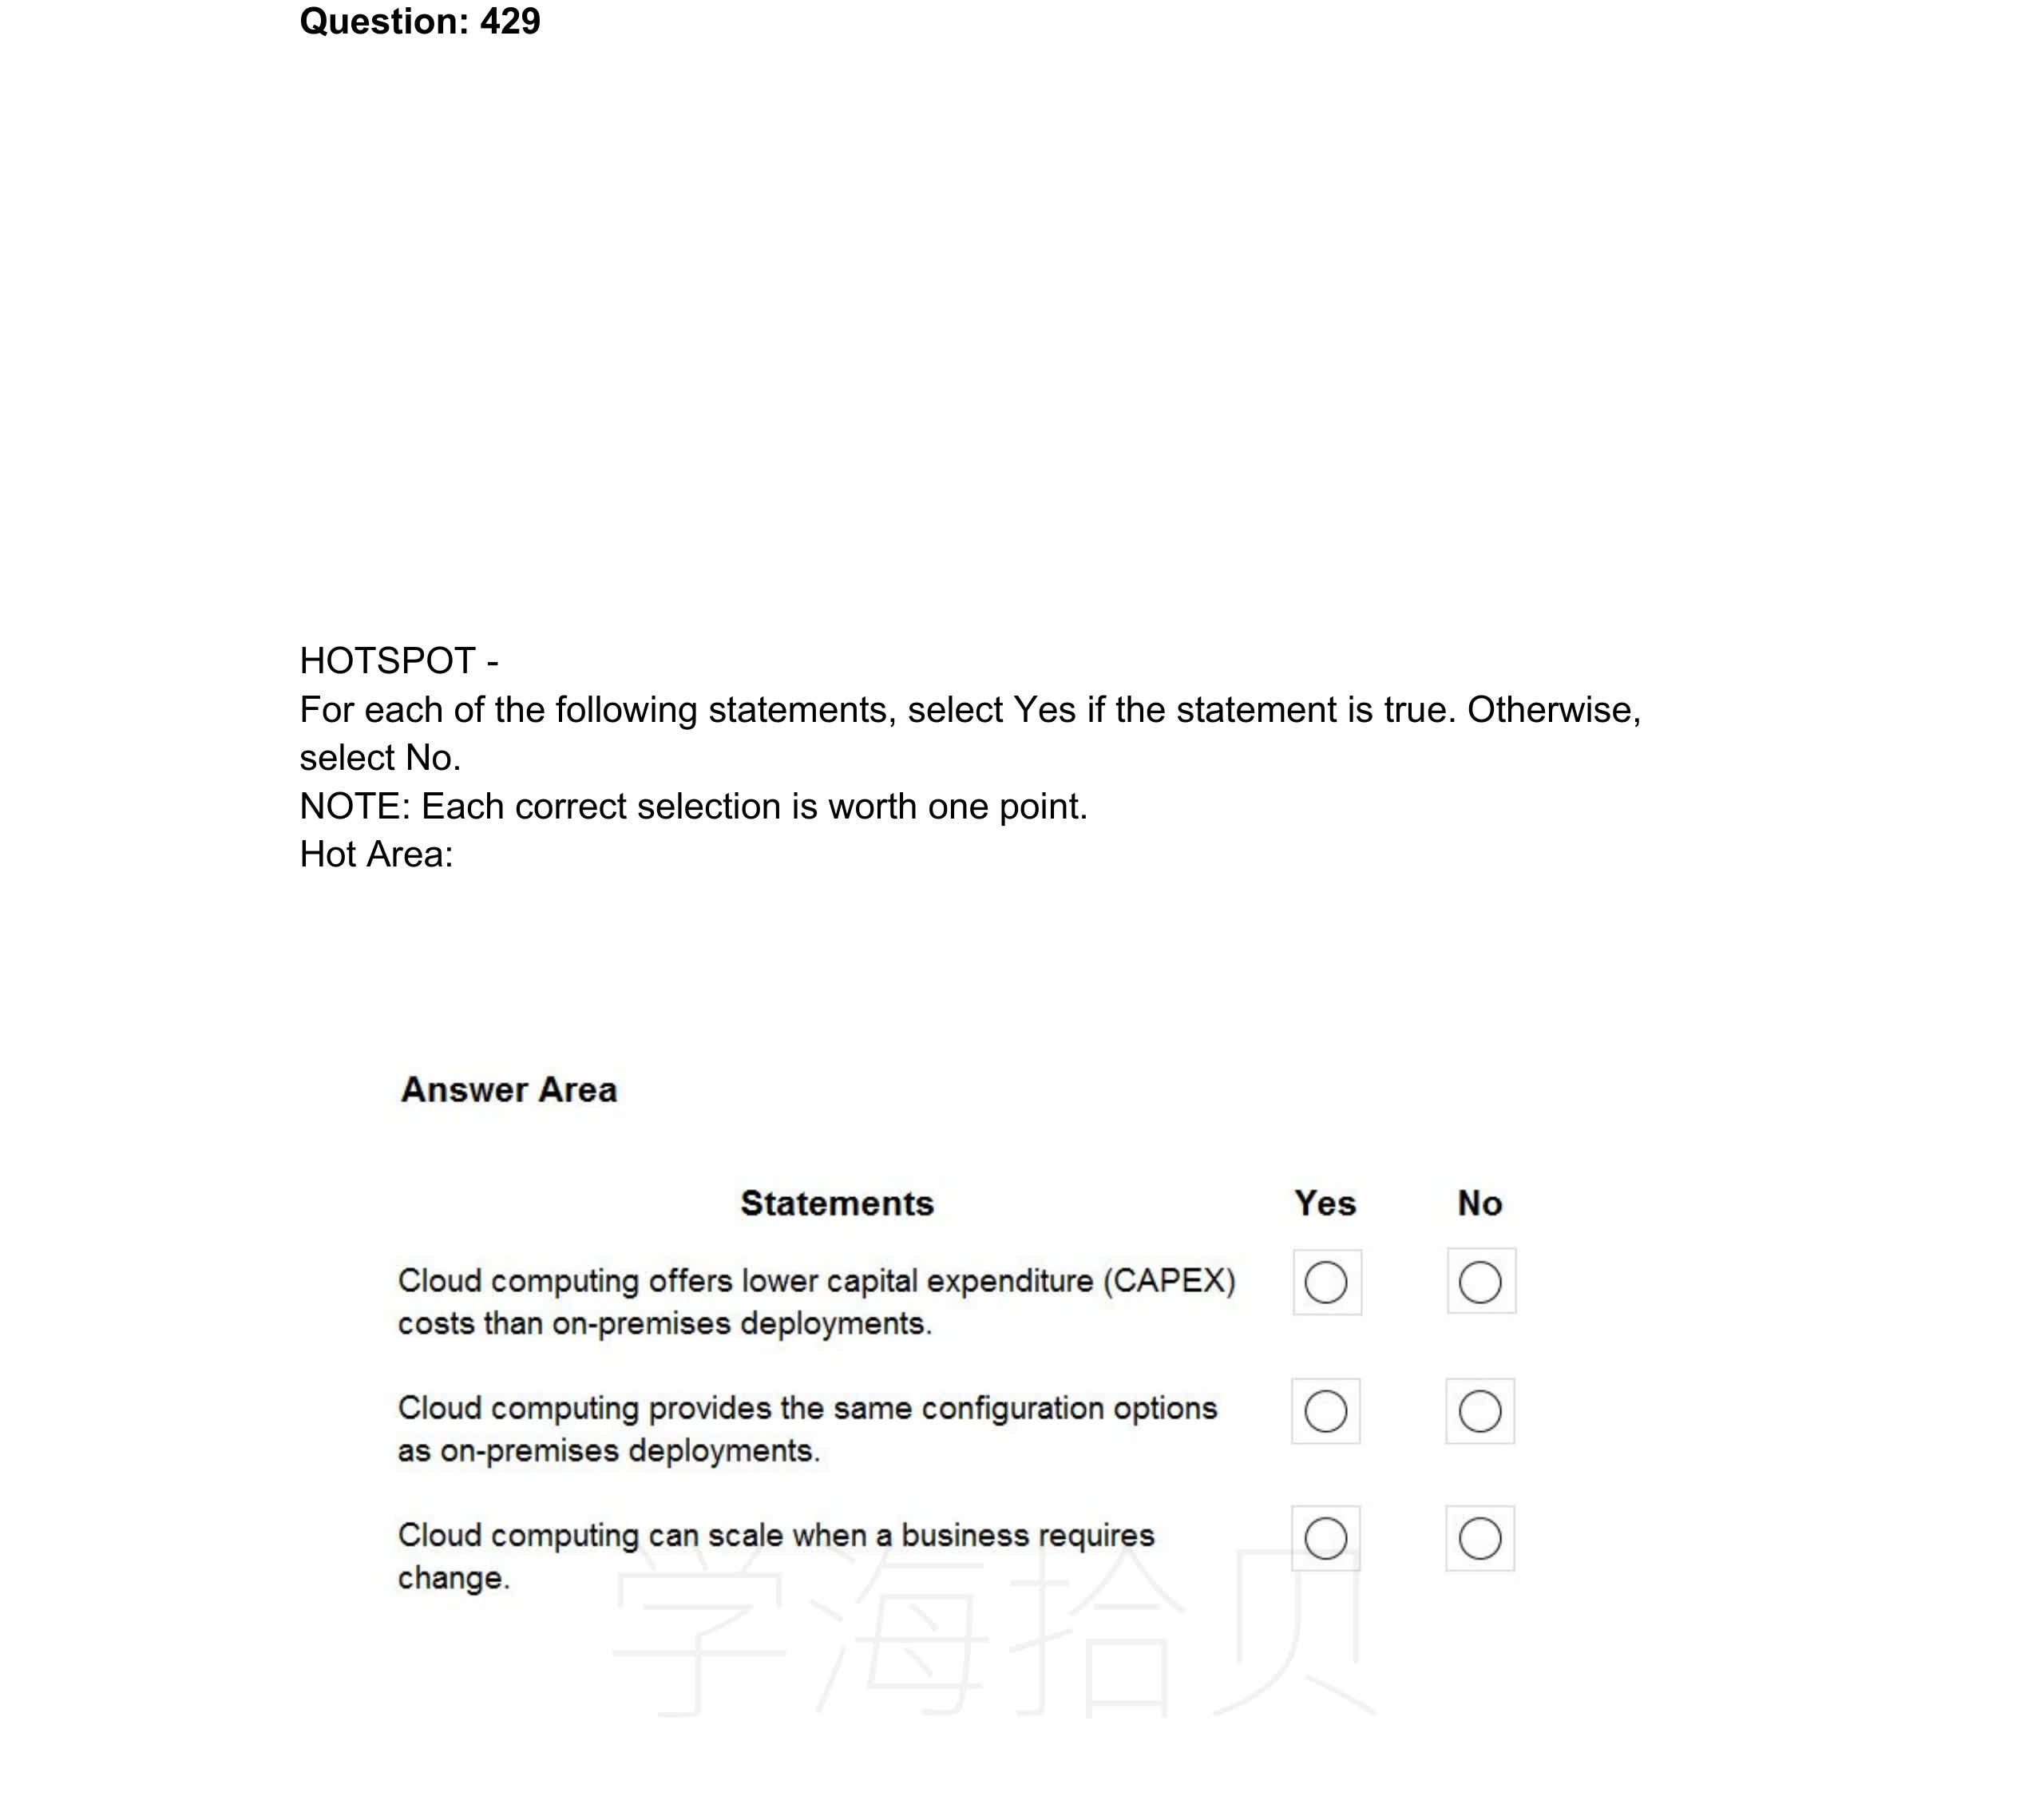 Question: 429
HOTSPOT -
For each of the following statements, select Yes if the statement is true. Otherwise,
select No.
NOTE: Each correct selection is worth one point.
Hot Area:
Answer Area
Statements Yes No
Cloud computing offers lower capital expenditure (CAPEX)
costs than on-premises deployments.
Cloud computing provides the same configuration options
as on-premises deployments.
Cloud computing can scale when a business requires
change.
学海拾贝